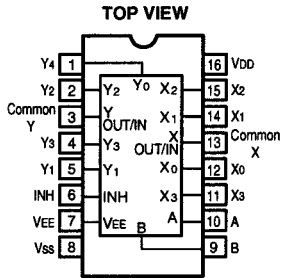 TOP VIEW
Y4 1 Y0 16 VDD
Y2 2 Y2 X2 15 X2
Common Y 3 Y OUT/IN X1 14 X1
Y3 4 Y3 X OUT/IN 13 Common X
Y1 5 Y1 X0 12 X0
INH 6 INH X3 11 X3
VEE 7 VEE A 10 A
VSS 8 B 9 B